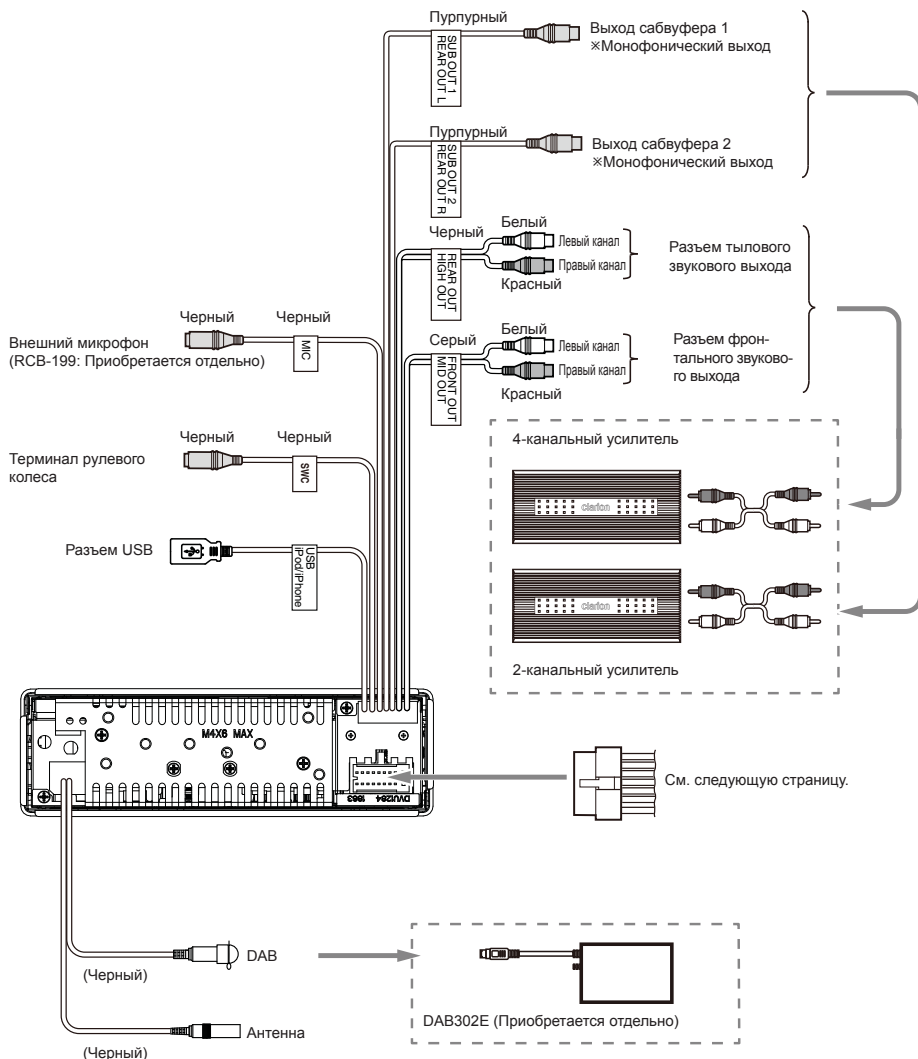 Пурпурный
SUB OUT 1
REAR OUT L
Выход сабвуфера 1
※Монофонический выход
Пурпурный
SUB OUT 2
REAR OUT R
Выход сабвуфера 2
※Монофонический выход
Черный
REAR OUT
HIGH OUT
Белый
Левый канал
Правый канал
Красный
Разъем тылового
звукового выхода
Серый
FRONT OUT
MID OUT
Белый
Левый канал
Правый канал
Красный
Разъем фрон-
тального звуково-
го выхода
Внешний микрофон
(RCB-199: Приобретается отдельно)
Черный
Черный
MIC
Терминал рулевого
колеса
Черный
Черный
SWC
Разъем USB
USB
iPod/iPhone
4-канальный усилитель
clarion
clarion
2-канальный усилитель
M4X6 MAX
DVU1264 1663
См. следующую страницу.
DAB
(Черный)
DAB302E (Приобретается отдельно)
Антенна
(Черный)